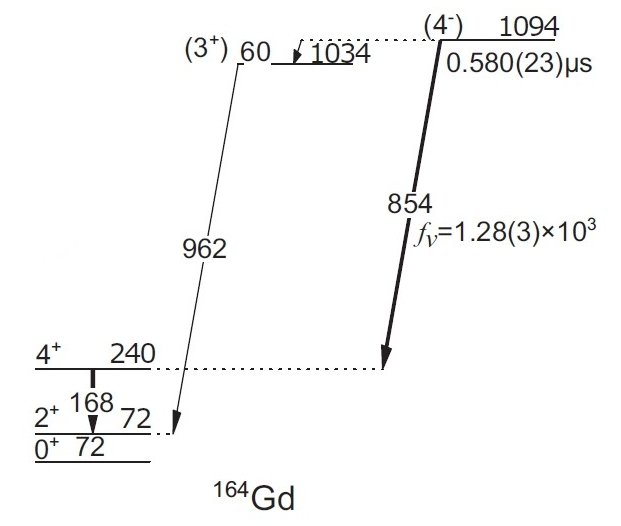 (4⁻) 1094
(3⁺) 60 1034
0.580(23)μs
854
fᵥ=1.28(3)×10³
962
4⁺ 240
168
2⁺ 72
0⁺ 72
¹⁶⁴Gd